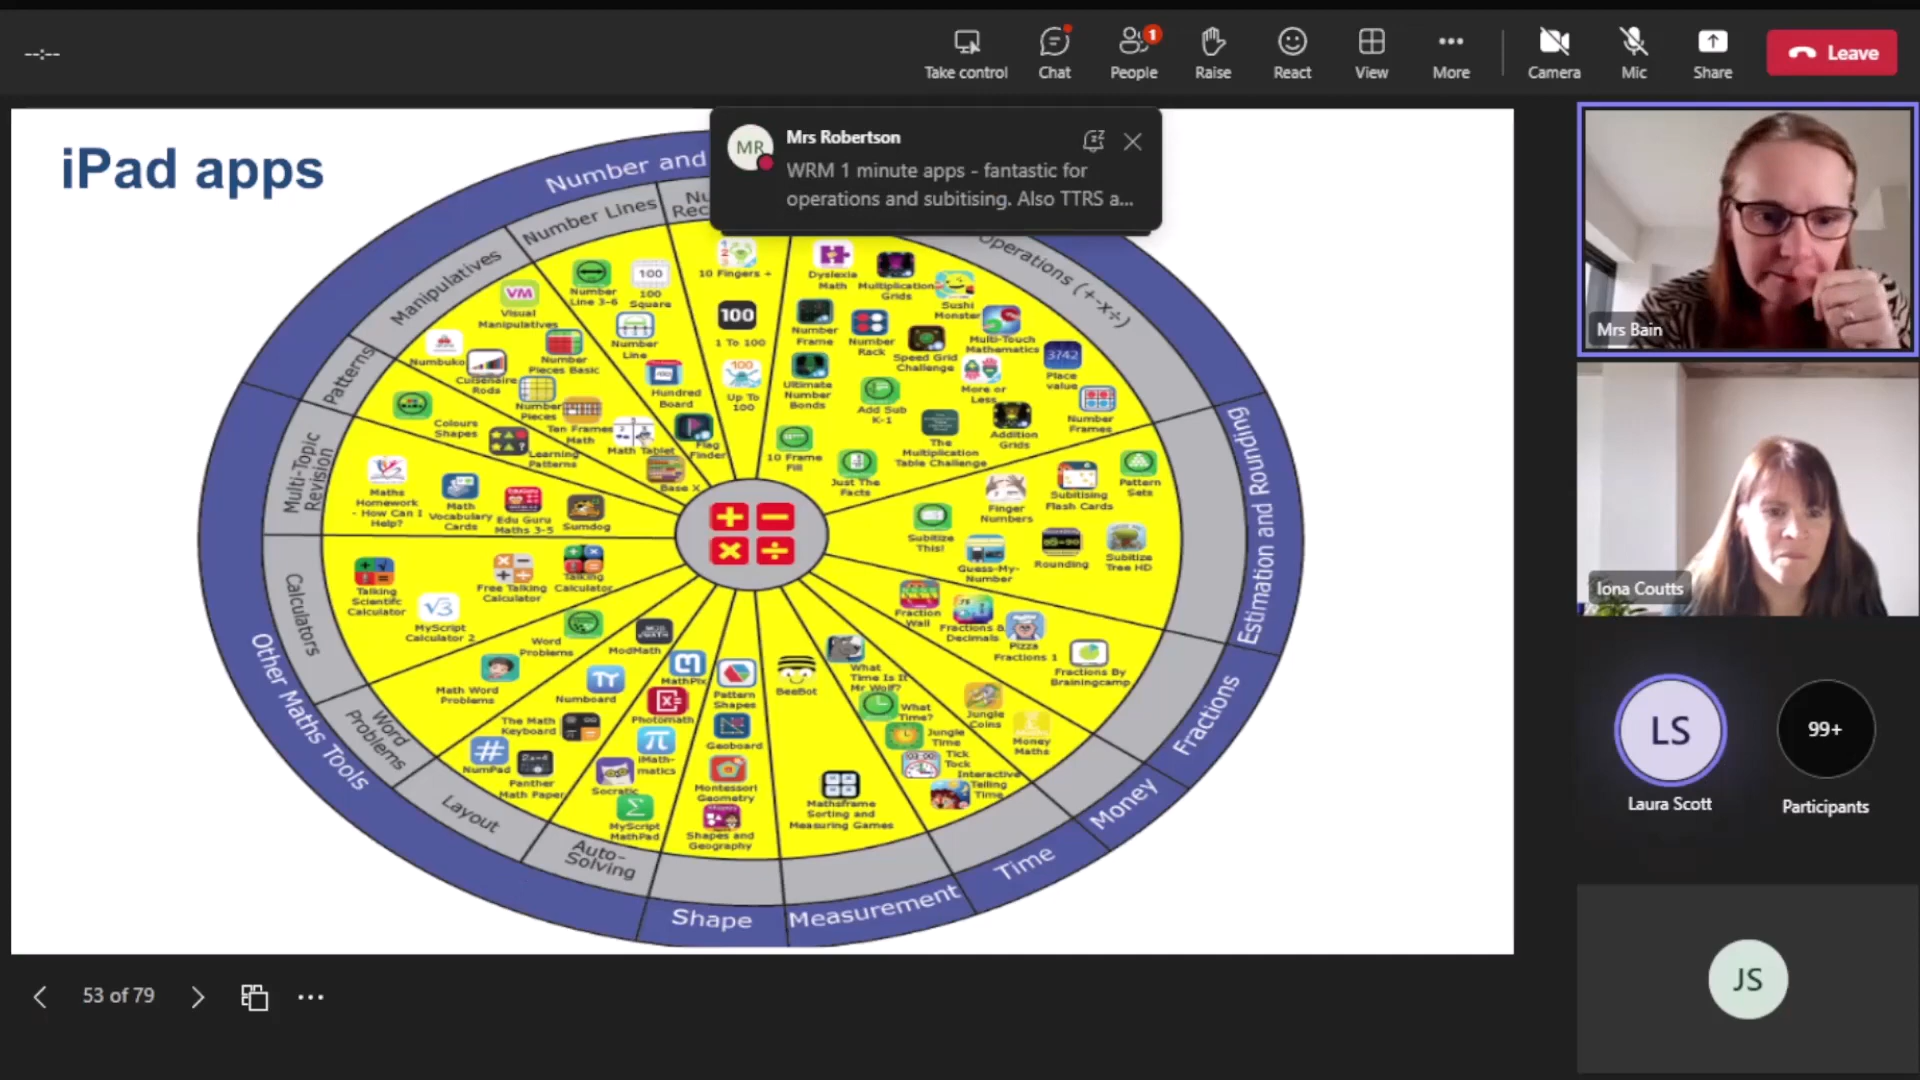 --:--
Take control
Chat
People
1
Raise
React
View
More
Camera
Mic
Share
Leave
iPad apps
MR
Mrs Robertson
WRM 1 minute apps - fantastic for
operations and subitising. Also TTRS a...
Number and
Number Lines
Manipulatives
Patterns
Multi-Topic
Revision
Calculators
Word
Problems
Layout
Auto-
Solving
Other Maths Tools
Shape
Measurement
Time
Money
Fractions
Estimation and Rounding
Operations (+-x÷)
10 Fingers +
100
1 To 100
100
Up To
100
Number
Line 3-6
100
100
Square
Number
Line
Hundred
Board
Flag
Finder
VM
Visual
Manipulatives
Numbuko
Cuisenaire
Rods
Number
Pieces Basic
Number
Pieces
Ten Frames
Math
Math Tablet
Base X
Colours
Shapes
Learning
Patterns
Maths
Homework
- How Can I
Help?
Math
Vocabulary
Cards
Edu Guru
Maths 3-5
Sumdog
Talking
Scientific
Calculator
Free Talking
Calculator
Talking
Calculator
√3
MyScript
Calculator 2
Word
Problems
Math Word
Problems
ModMath
Numboard
The Math
Keyboard
#
NumPad
Panther
Math Paper
MathPix
Photomath
π
iMath-
matics
Socratic
Σ
MyScript
MathPad
Pattern
Shapes
Geoboard
Montessori
Geometry
Shapes and
Geography
BeeBot
Mathsframe
Sorting and
Measuring Games
What
Time Is It
Mr Wolf?
What
Time?
Jungle
Time
Tick
Tock
Interactive
Telling
Time
Jungle
Coins
Money
Maths
Fraction
Wall
Fractions &
Decimals
Pizza
Fractions 1
Fractions By
Brainingcamp
Subitize
This!
Finger
Numbers
Subitising
Flash Cards
Pattern
Sets
Guess-My-
Number
Rounding
Subitize
Tree HD
Dyslexia
Math
Multiplication
Grids
Sushi
Monster
Number
Frame
Number
Rack
Speed Grid
Challenge
Multi-Touch
Mathematics
3742
Place
value
Ultimate
Number
Bonds
Add Sub
K-1
More or
Less
Number
Frames
The
Multiplication
Table Challenge
Addition
Grids
10 Frame
Fill
Just The
Facts
+ −
× ÷
Mrs Bain
Iona Coutts
LS
Laura Scott
99+
Participants
JS
53 of 79